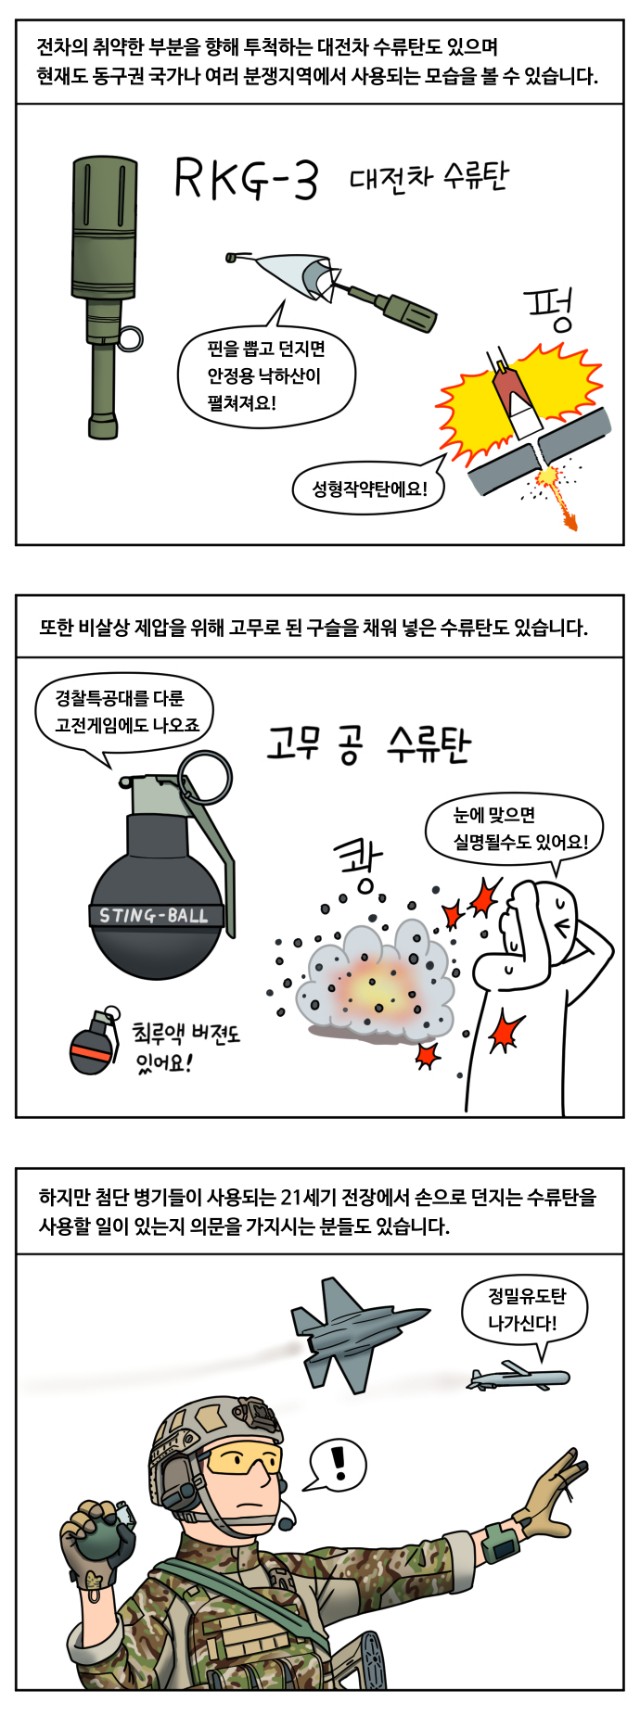 전차의 취약한 부분을 향해 투척하는 대전차 수류탄도 있으며
현재도 동구권 국가나 여러 분쟁지역에서 사용되는 모습을 볼 수 있습니다.
RKG-3 대전차 수류탄
펑
핀을 뽑고 던지면
안정용 낙하산이
펼쳐져요!
성형작약탄에요!
또한 비살상 제압을 위해 고무로 된 구슬을 채워 넣은 수류탄도 있습니다.
경찰특공대를 다룬
고전게임에도 나오죠
고무 공 수류탄
눈에 맞으면
실명될수도 있어요!
쾅
STING-BALL
최루액 버젼도
있어요!
하지만 첨단 병기들이 사용되는 21세기 전장에서 손으로 던지는 수류탄을
사용할 일이 있는지 의문을 가지시는 분들도 있습니다.
정밀유도탄
나가신다!
!